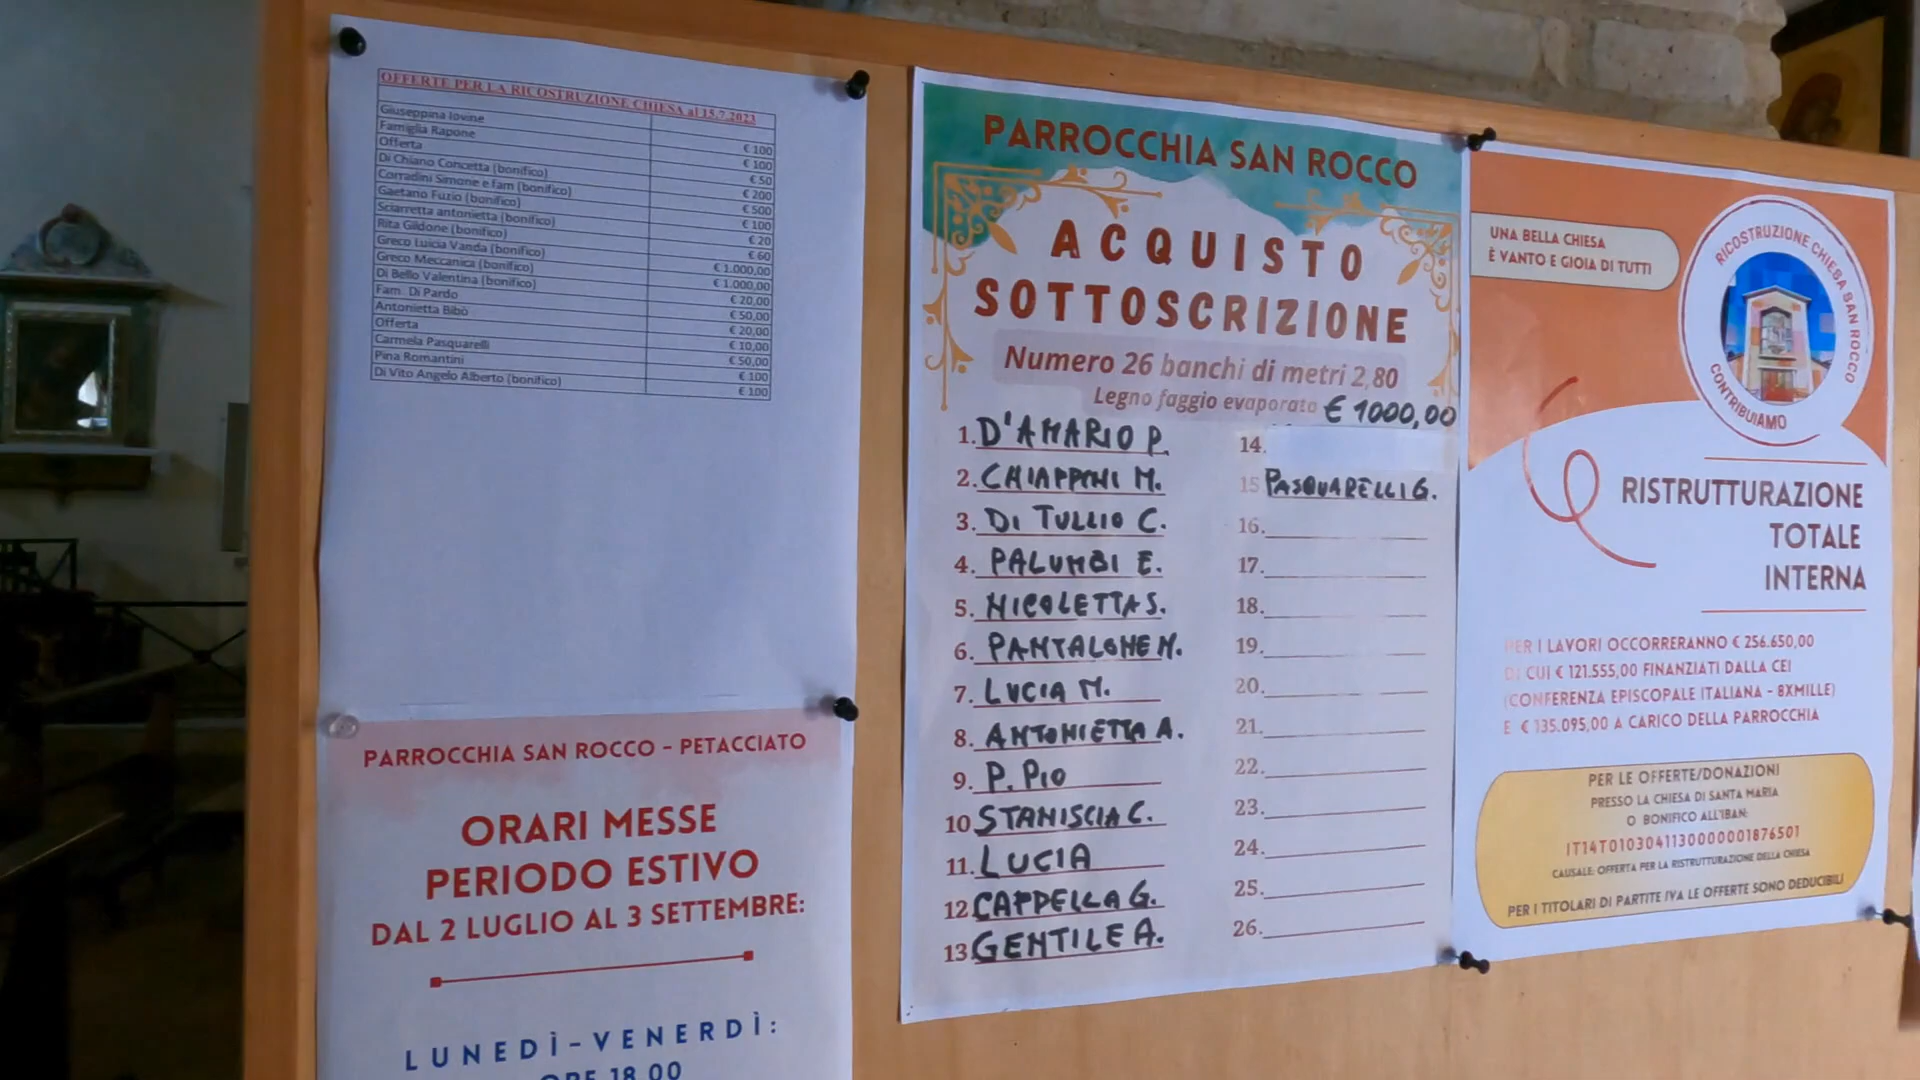 OFFERTE PER LA RICOSTRUZIONE CHIESA al 15.7.2023
Giuseppina Iovine € 100
Famiglia Rapone € 100
Offerta € 50
Di Chiano Concetta (bonifico) € 200
Corradini Simone e fam (bonifico) € 500
Gaetano Fuzio (bonifico) € 100
Sciarretta antonietta (bonifico) € 20
Rita Gildone (bonifico) € 60
Greco Luicia Vanda (bonifico) € 1.000,00
Greco Meccanica (bonifico) € 1.000,00
Di Bello Valentina (bonifico) € 20,00
Fam. Di Pardo € 50,00
Antonietta Bibò € 20,00
Offerta € 10,00
Carmela Pasquarelli € 50,00
Pina Romantini € 100
Di Vito Angelo Alberto (bonifico) € 100
PARROCCHIA SAN ROCCO - PETACCIATO
ORARI MESSE
PERIODO ESTIVO
DAL 2 LUGLIO AL 3 SETTEMBRE:
LUNEDÌ-VENERDÌ:
ORE 18.00
PARROCCHIA SAN ROCCO
ACQUISTO
SOTTOSCRIZIONE
Numero 26 banchi di metri 2,80
Legno faggio evaporato € 1000,00
1. D'AMARIO P.
2. CHIAPPINI M.
3. DI TULLIO C.
4. PALUMBI E.
5. NICOLETTA S.
6. PANTALONE N.
7. LUCIA M.
8. ANTONIETTA A.
9. P. PIO
10 STANISCIA C.
11. LUCIA
12 CAPPELLA G.
13 GENTILE A.
14.
15 PASQUARELLI G.
16.
17.
18.
19.
20.
21.
22.
23.
24.
25.
26.
UNA BELLA CHIESA
È VANTO E GIOIA DI TUTTI
RICOSTRUZIONE CHIESA SAN ROCCO
CONTRIBUIAMO
RISTRUTTURAZIONE
TOTALE
INTERNA
PER I LAVORI OCCORRERANNO € 256.650,00
DI CUI € 121.555,00 FINANZIATI DALLA CEI
(CONFERENZA EPISCOPALE ITALIANA - 8XMILLE)
E € 135.095,00 A CARICO DELLA PARROCCHIA
PER LE OFFERTE/DONAZIONI
PRESSO LA CHIESA DI SANTA MARIA
O BONIFICO ALL'IBAN:
IT14T0103041130000001876501
CAUSALE: OFFERTA PER LA RISTRUTTURAZIONE DELLA CHIESA
PER I TITOLARI DI PARTITE IVA LE OFFERTE SONO DEDUCIBILI